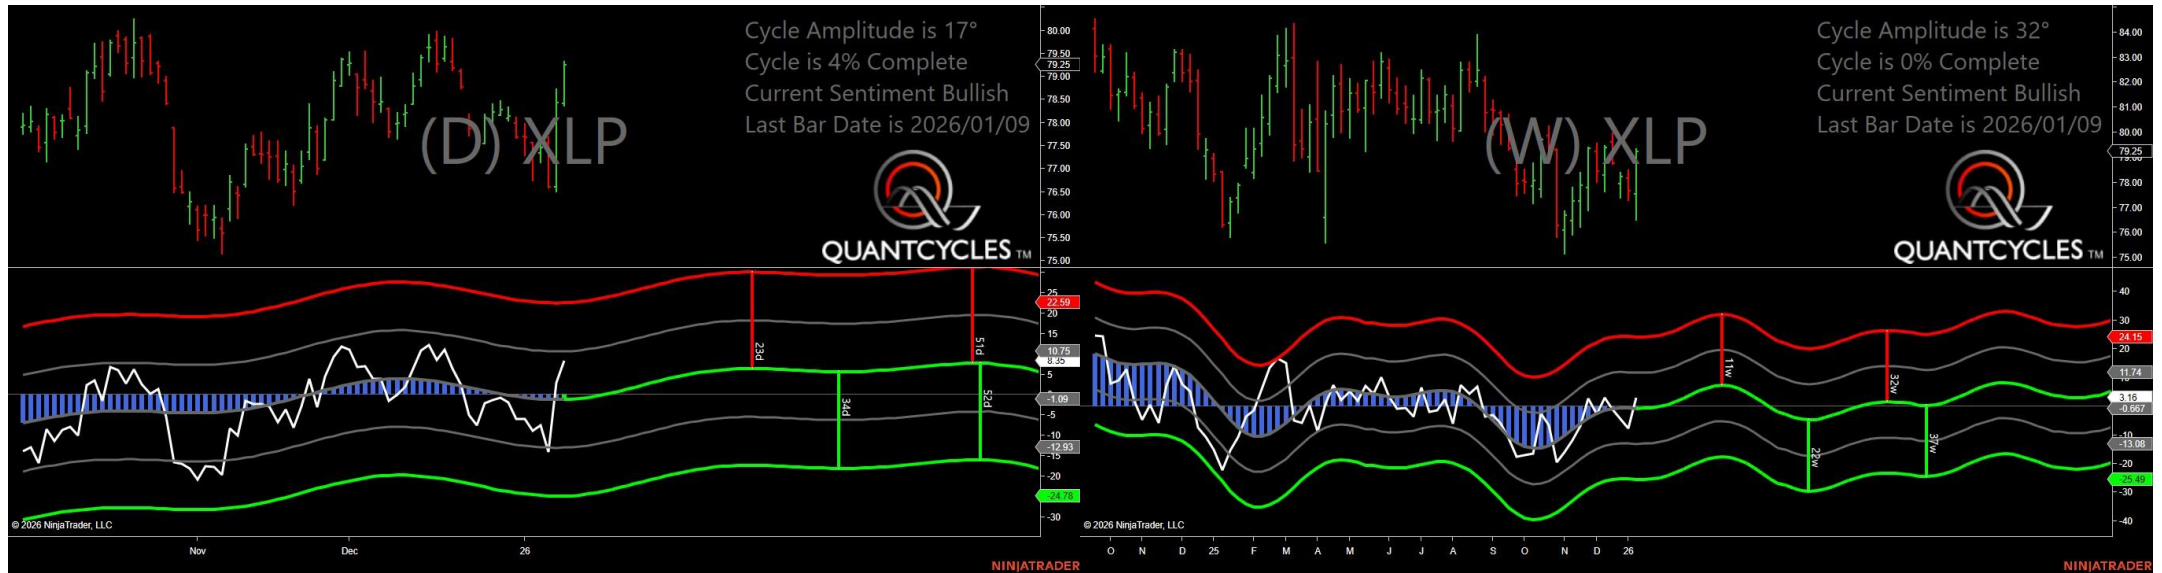 Cycle Amplitude is 17°
Cycle is 4% Complete
Current Sentiment Bullish
Last Bar Date is 2026/01/09
(D) XLP
QUANTCYCLES TM
80.00
79.50
79.25
79.00
78.50
78.00
77.50
77.00
76.50
76.00
75.50
75.00
25
22.59
20
15
10.75
8.35
5
-1.09
-5
-10
-12.93
-15
-20
-24.78
-30
23d
34d
51d
52d
© 2026 NinjaTrader, LLC
Nov
Dec
26
NINJATRADER
Cycle Amplitude is 32°
Cycle is 0% Complete
Current Sentiment Bullish
Last Bar Date is 2026/01/09
(W) XLP
QUANTCYCLES TM
84.00
83.00
82.00
81.00
80.00
79.25
79.00
78.00
77.00
76.00
75.00
40
30
24.15
20
11.74
10
3.16
-0.667
-10
-13.08
-20
-25.49
-30
-40
11w
22w
32w
37w
© 2026 NinjaTrader, LLC
O N D 25 F M A M J J A S O N D 26
NINJATRADER